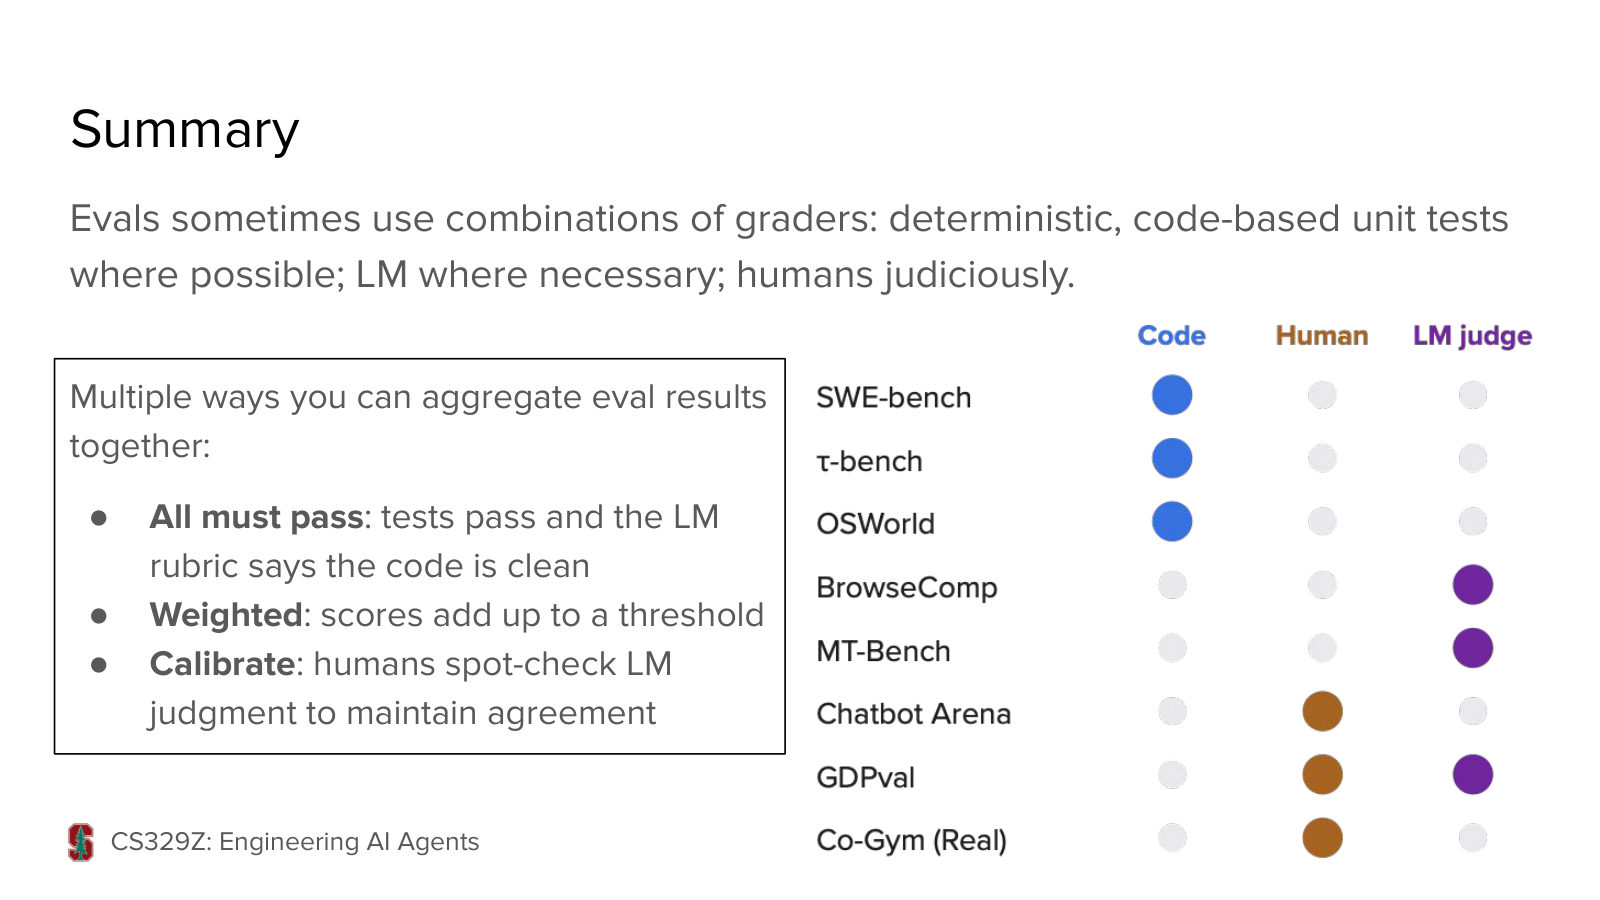 Summary
Evals sometimes use combinations of graders: deterministic, code-based unit tests
where possible; LM where necessary; humans judiciously.
Multiple ways you can aggregate eval results
together:
● All must pass: tests pass and the LM
rubric says the code is clean
● Weighted: scores add up to a threshold
● Calibrate: humans spot-check LM
judgment to maintain agreement
Code Human LM judge
SWE-bench
τ-bench
OSWorld
BrowseComp
MT-Bench
Chatbot Arena
GDPval
Co-Gym (Real)
CS329Z: Engineering AI Agents